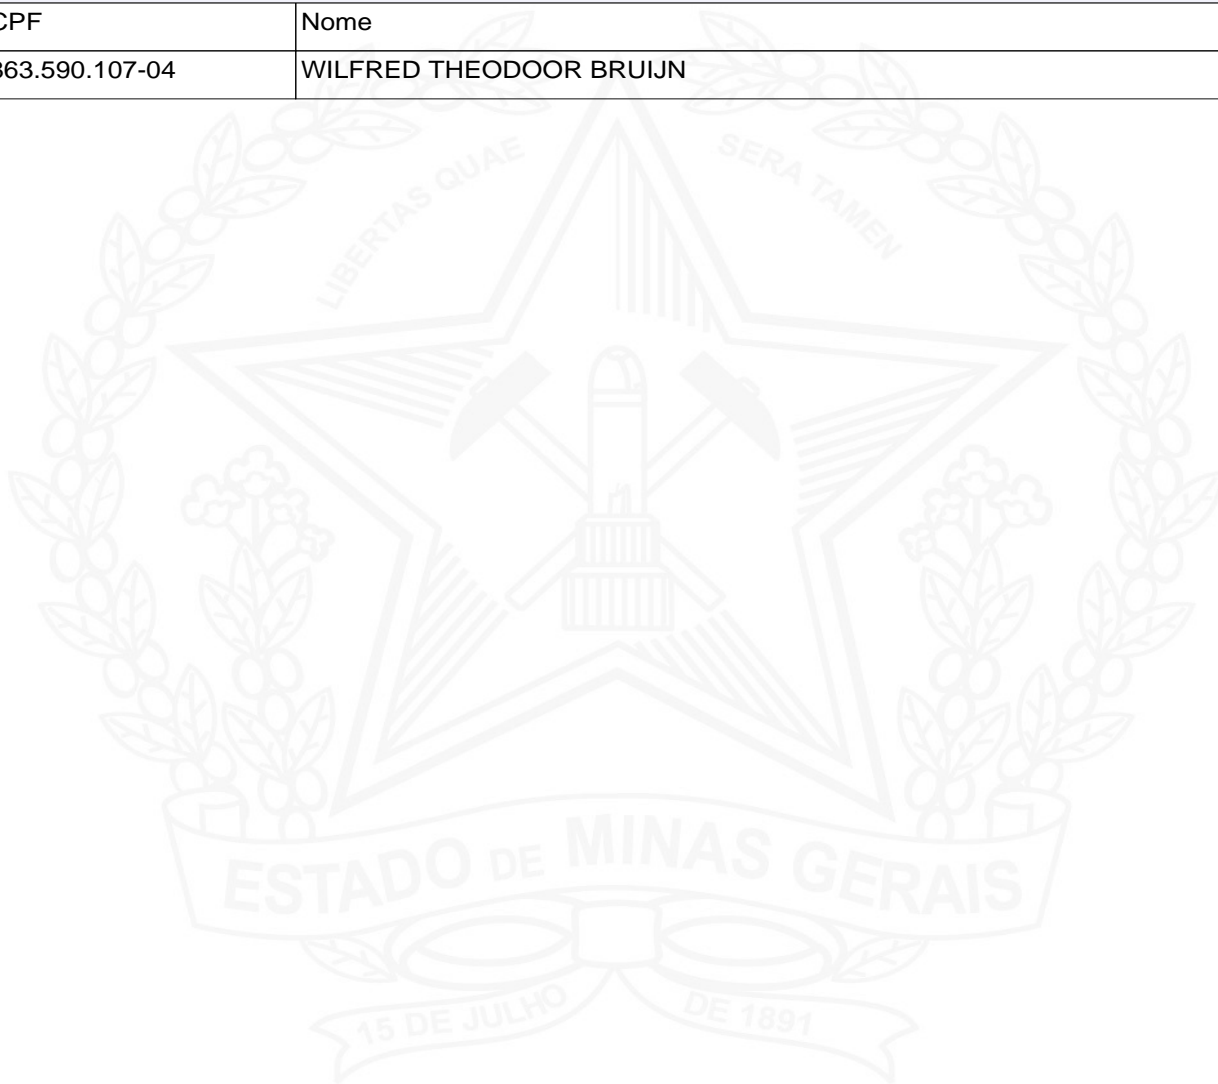 CPF Nome
863.590.107-04 WILFRED THEODOOR BRUIJN
LIBERTAS QUAE SERA TAMEN
ESTADO DE MINAS GERAIS
15 DE JULHO DE 1891